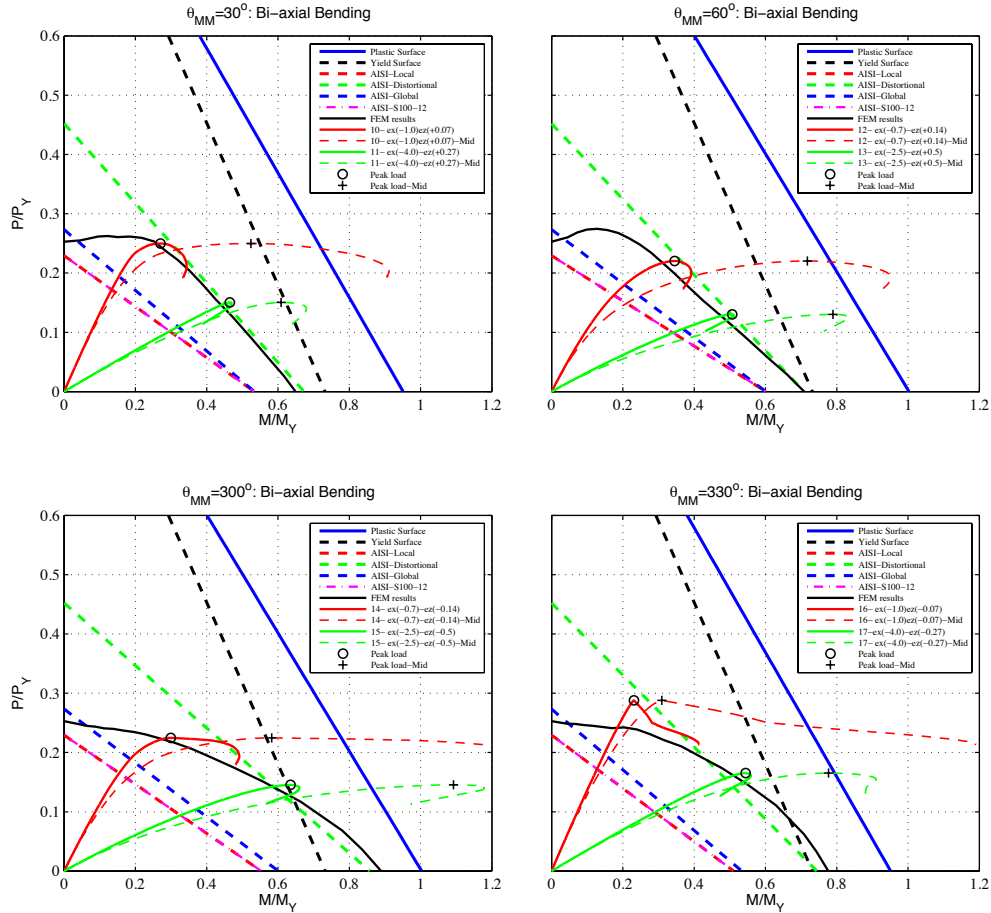 θMM=30o: Bi-axial Bending
0.6
0.5
0.4
0.3
0.2
0.1
0
P/PY
0 0.2 0.4 0.6 0.8 1 1.2
M/MY
Plastic Surface
Yield Surface
AISI-Local
AISI-Distortional
AISI-Global
AISI-S100-12
FEM results
10- ex(-1.0)ez(+0.07)
10- ex(-1.0)ez(+0.07)-Mid
11-ex(-4.0)-ez(+0.27)
11-ex(-4.0)-ez(+0.27)-Mid
Peak load
Peak load-Mid
θMM=60o: Bi-axial Bending
0.6
0.5
0.4
0.3
0.2
0.1
0
P/PY
0 0.2 0.4 0.6 0.8 1 1.2
M/MY
Plastic Surface
Yield Surface
AISI-Local
AISI-Distortional
AISI-Global
AISI-S100-12
FEM results
12- ex(-0.7)-ez(+0.14)
12- ex(-0.7)-ez(+0.14)-Mid
13- ex(-2.5)-ez(+0.5)
13- ex(-2.5)-ez(+0.5)-Mid
Peak load
Peak load-Mid
θMM=300o: Bi-axial Bending
0.6
0.5
0.4
0.3
0.2
0.1
0
P/PY
0 0.2 0.4 0.6 0.8 1 1.2
M/MY
Plastic Surface
Yield Surface
AISI-Local
AISI-Distortional
AISI-Global
AISI-S100-12
FEM results
14- ex(-0.7)-ez(-0.14)
14- ex(-0.7)-ez(-0.14)-Mid
15- ex(-2.5)-ez(-0.5)
15- ex(-2.5)-ez(-0.5)-Mid
Peak load
Peak load-Mid
θMM=330o: Bi-axial Bending
0.6
0.5
0.4
0.3
0.2
0.1
0
P/PY
0 0.2 0.4 0.6 0.8 1 1.2
M/MY
Plastic Surface
Yield Surface
AISI-Local
AISI-Distortional
AISI-Global
AISI-S100-12
FEM results
16- ex(-1.0)ez(-0.07)
16- ex(-1.0)ez(-0.07)-Mid
17-ex(-4.0)-ez(-0.27)
17-ex(-4.0)-ez(-0.27)-Mid
Peak load
Peak load-Mid